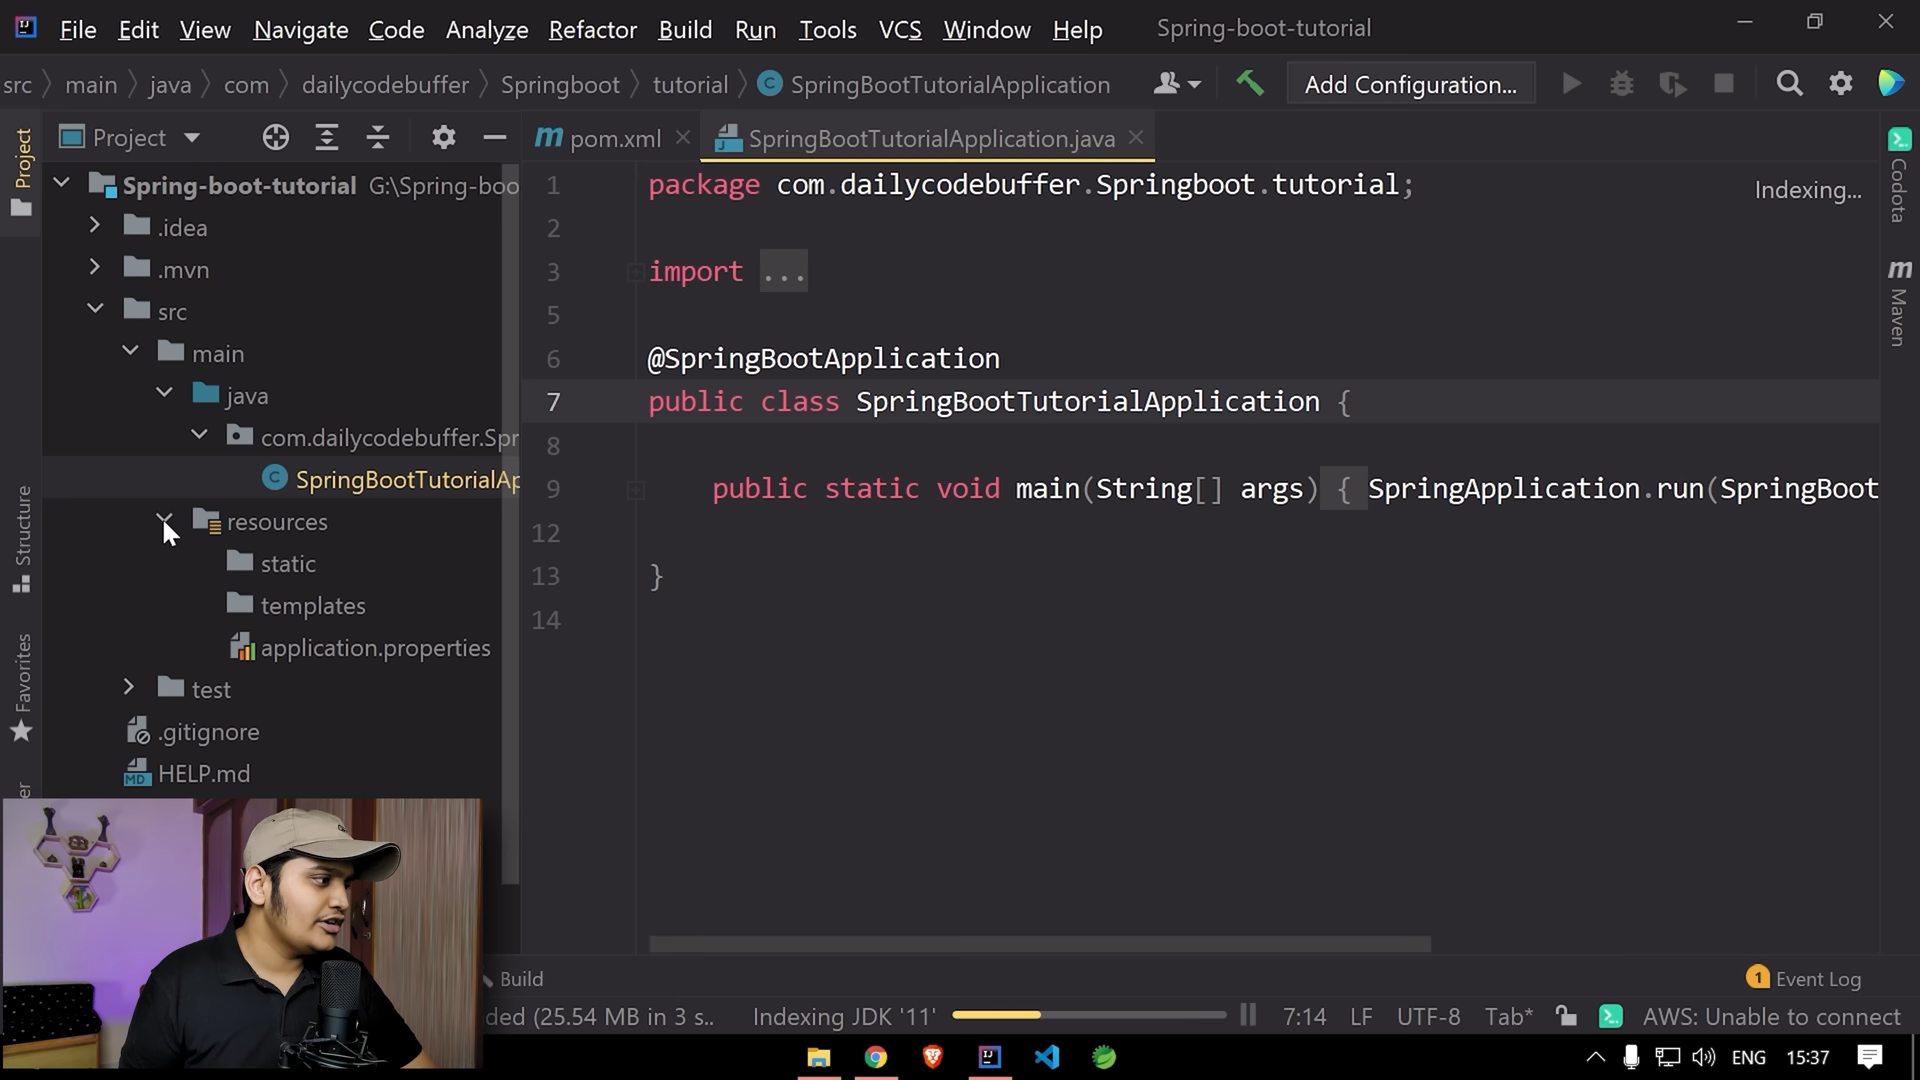 File Edit View Navigate Code Analyze Refactor Build Run Tools VCS Window Help Spring-boot-tutorial
src main java com dailycodebuffer Springboot tutorial SpringBootTutorialApplication Add Configuration...
Project
pom.xml SpringBootTutorialApplication.java
Project
Structure
Favorites
Spring-boot-tutorial G:\Spring-boo
.idea
.mvn
src
main
java
com.dailycodebuffer.Spr
SpringBootTutorialAp
resources
static
templates
application.properties
test
.gitignore
HELP.md
1 package com.dailycodebuffer.Springboot.tutorial;
2
3 import ...
5
6 @SpringBootApplication
7 public class SpringBootTutorialApplication {
8
9 public static void main(String[] args) { SpringApplication.run(SpringBoot
12
13 }
14
Indexing...
Codota
Maven
Build
1 Event Log
ded (25.54 MB in 3 s.. Indexing JDK '11' 7:14 LF UTF-8 Tab* AWS: Unable to connect
ENG 15:37